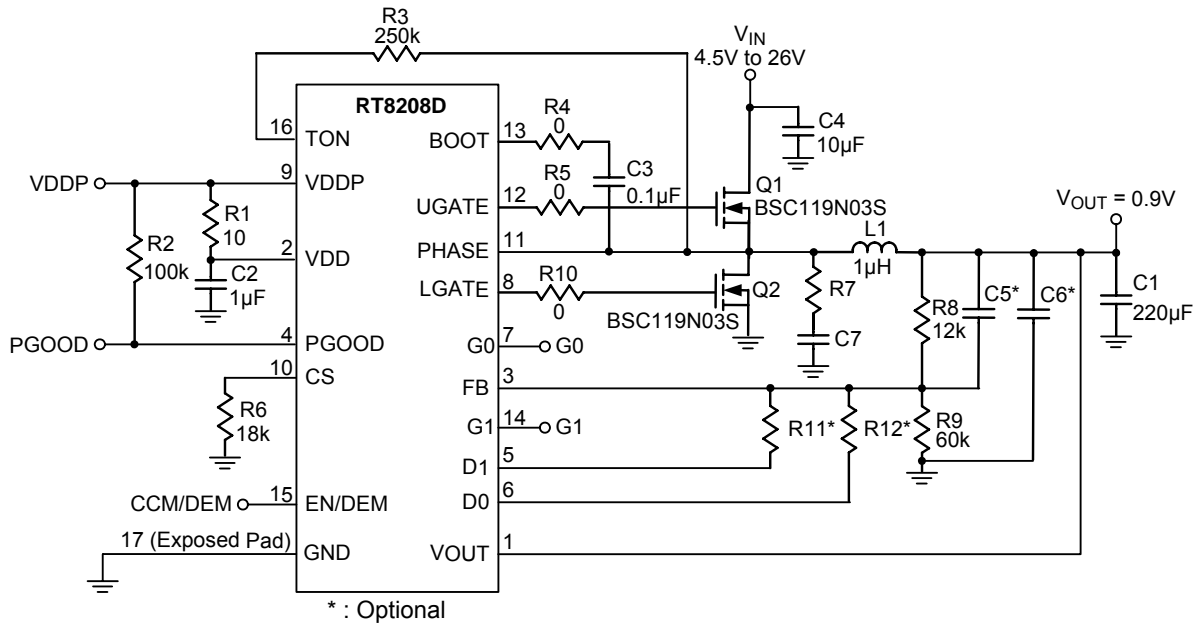 R3
250k
VIN
4.5V to 26V
RT8208D
16 TON
BOOT 13
R4
0
C4
10µF
VDDP
9 VDDP
R5
0
C3
0.1µF
Q1
BSC119N03S
UGATE 12
VOUT = 0.9V
R1
10
R2
100k
2 VDD
PHASE 11
L1
1µH
C2
1µF
LGATE 8
R10
0
Q2
BSC119N03S
R7
R8
12k
C5*
C6*
C1
220µF
PGOOD
4 PGOOD
G0 7 G0
C7
10 CS
FB 3
R6
18k
G1 14 G1
R11*
R12*
R9
60k
D1 5
CCM/DEM
15 EN/DEM
D0 6
17 (Exposed Pad) GND
VOUT 1
* : Optional